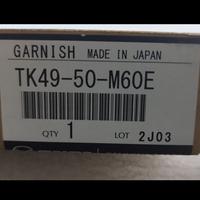 GARNISH MADE IN JAPAN
TK49-50-M60E
QTY 1 LOT 2J03